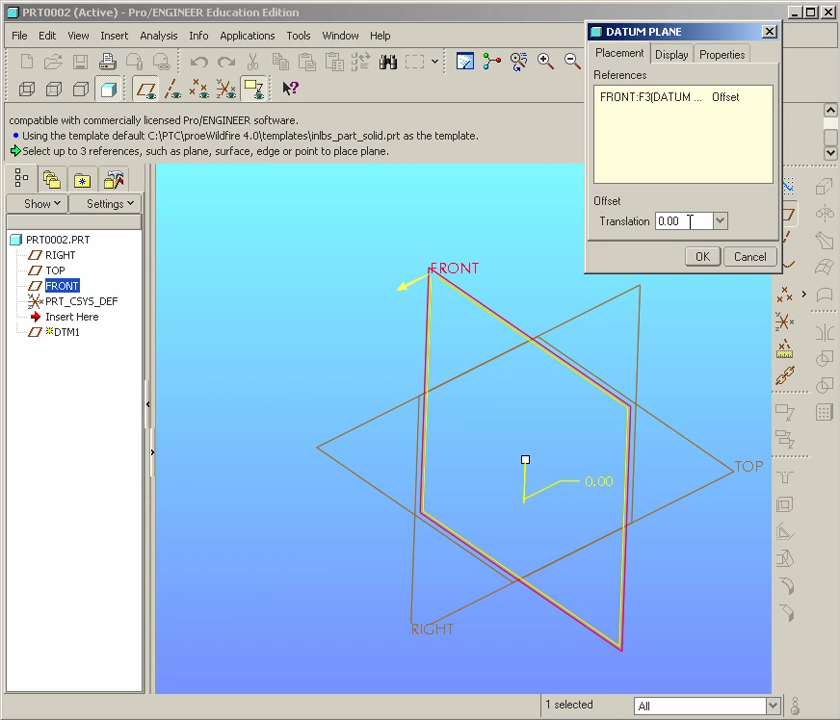 PRT0002 (Active) - Pro/ENGINEER Education Edition
File Edit View Insert Analysis Info Applications Tools Window Help
compatible with commercially licensed Pro/ENGINEER software.
• Using the template default C:\PTC\proeWildfire 4.0\templates\inlbs_part_solid.prt as the template.
Select up to 3 references, such as plane, surface, edge or point to place plane.
DATUM PLANE
Placement Display Properties
References
FRONT:F3(DATUM ... Offset
Offset
Translation 0.00
OK Cancel
Show Settings
PRT0002.PRT
RIGHT
TOP
FRONT
PRT_CSYS_DEF
Insert Here
DTM1
FRONT
TOP
0.00
RIGHT
1 selected All